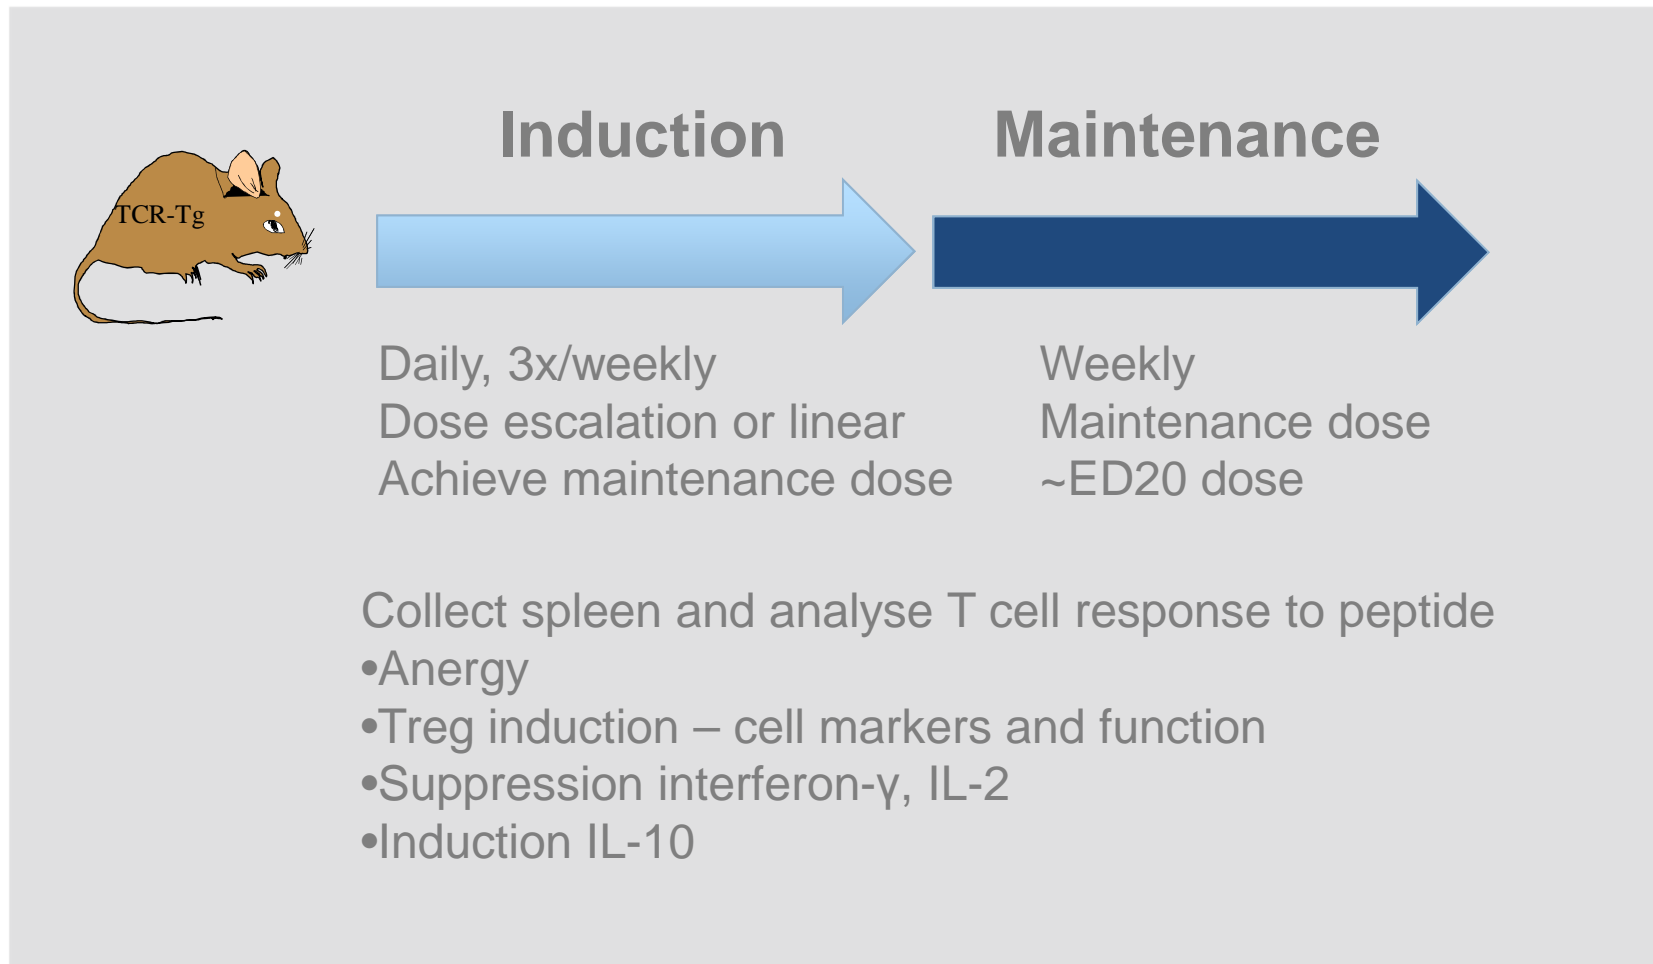 Induction
Maintenance
TCR-Tg
Daily, 3x/weekly
Dose escalation or linear
Achieve maintenance dose
Weekly
Maintenance dose
~ED20 dose
Collect spleen and analyse T cell response to peptide
•Anergy
•Treg induction – cell markers and function
•Suppression interferon-γ, IL-2
•Induction IL-10